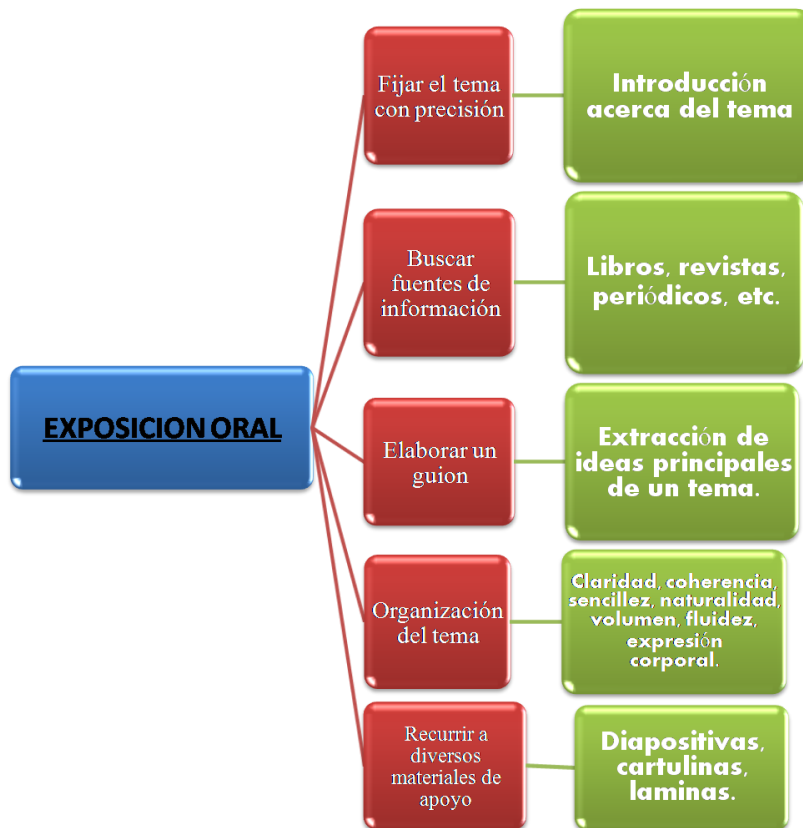 Fijar el tema
con precisión
Introducción
acerca del tema
Buscar
fuentes de
información
Libros, revistas,
periódicos, etc.
EXPOSICION ORAL
Elaborar un
guion
Extracción de
ideas principales
de un tema.
Organización
del tema
Claridad, coherencia,
sencillez, naturalidad,
volumen, fluidez,
expresión
corporal.
Recurrir a
diversos
materiales de
apoyo
Diapositivas,
cartulinas,
laminas.